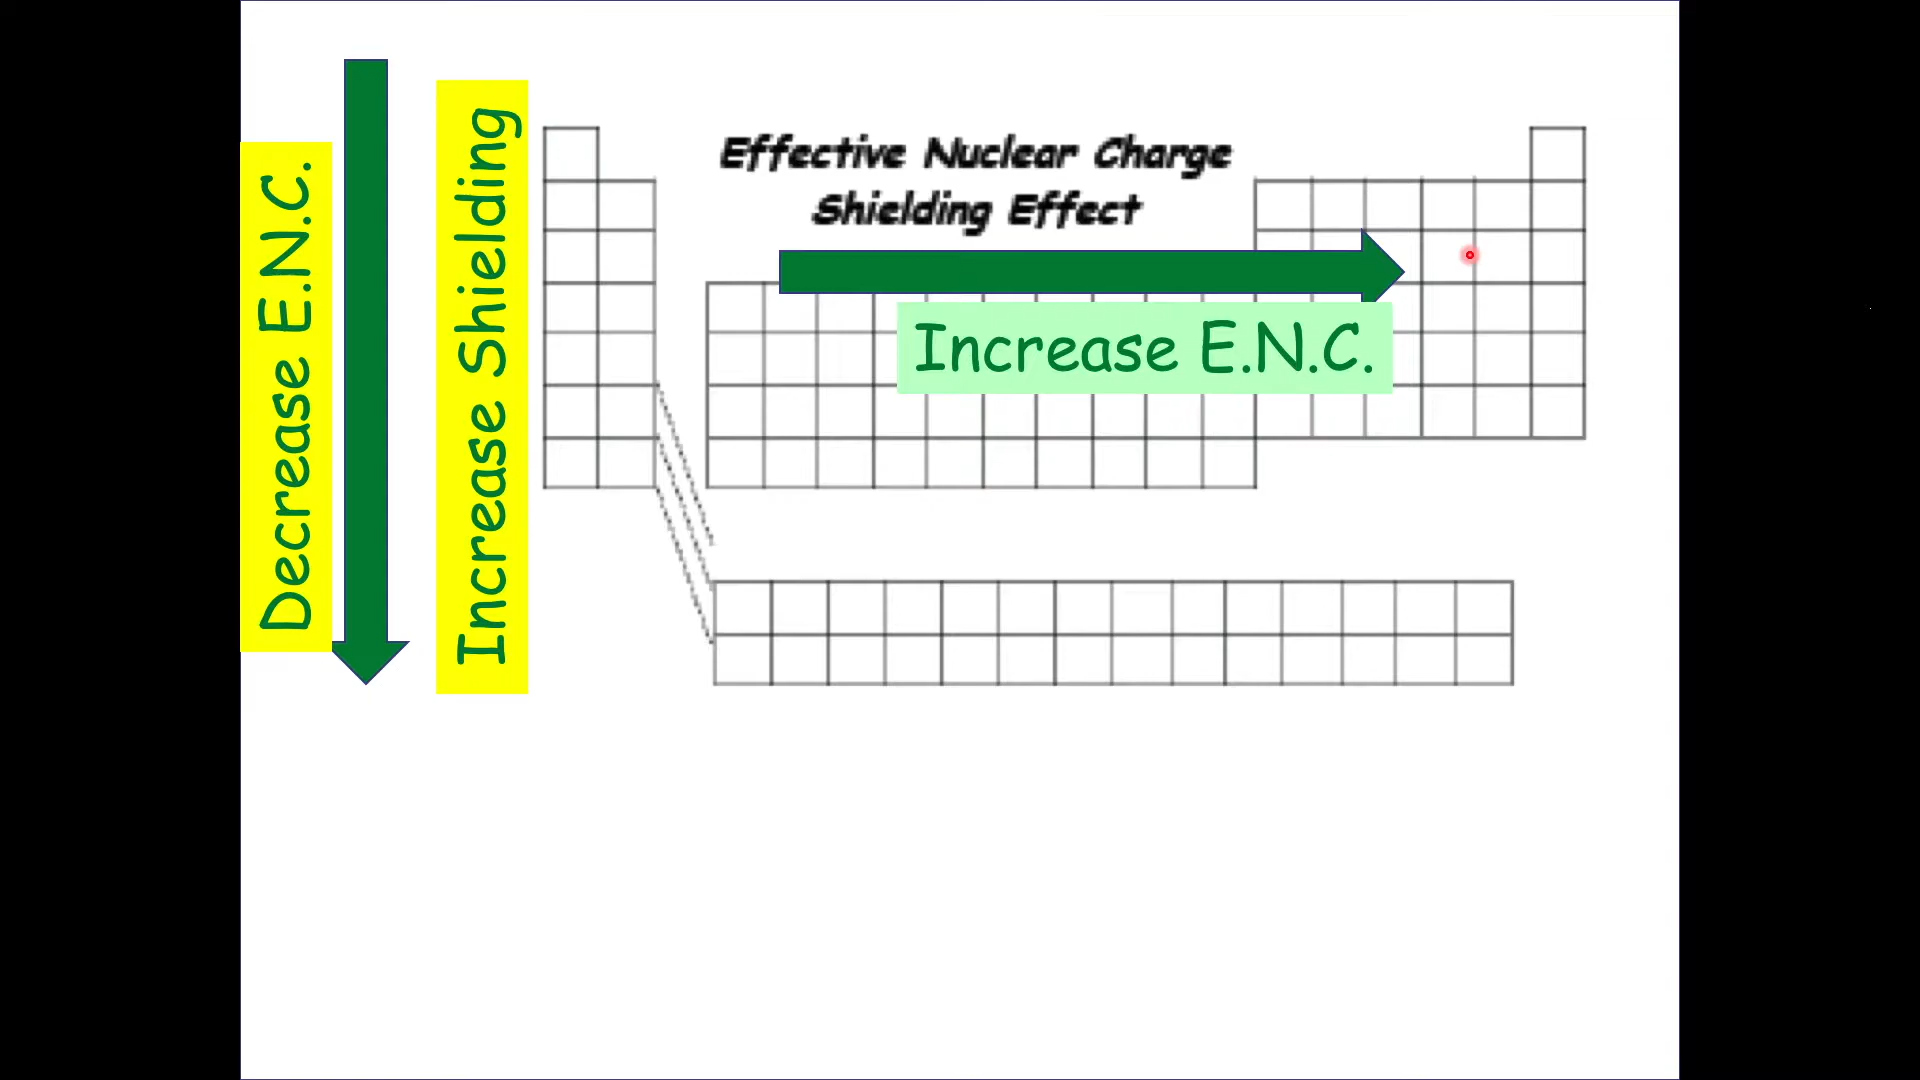 Decrease E.N.C.
Increase Shielding
Effective Nuclear Charge
Shielding Effect
Increase E.N.C.